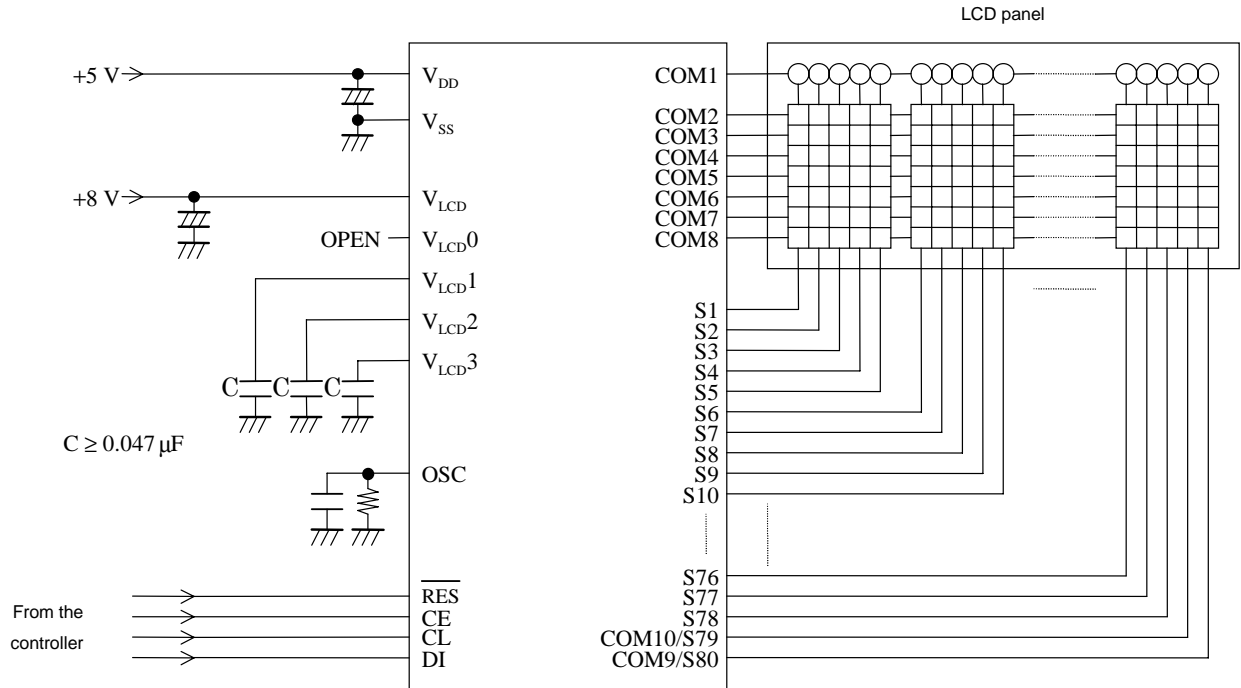 LCD panel
+5 V
VDD
COM1
VSS
COM2
COM3
COM4
COM5
COM6
COM7
COM8
+8 V
VLCD
OPEN
VLCD0
VLCD1
VLCD2
VLCD3
C
C
C
C ≥ 0.047 µF
OSC
S1
S2
S3
S4
S5
S6
S7
S8
S9
S10
S76
S77
S78
COM10/S79
COM9/S80
From the
controller
RES
CE
CL
DI